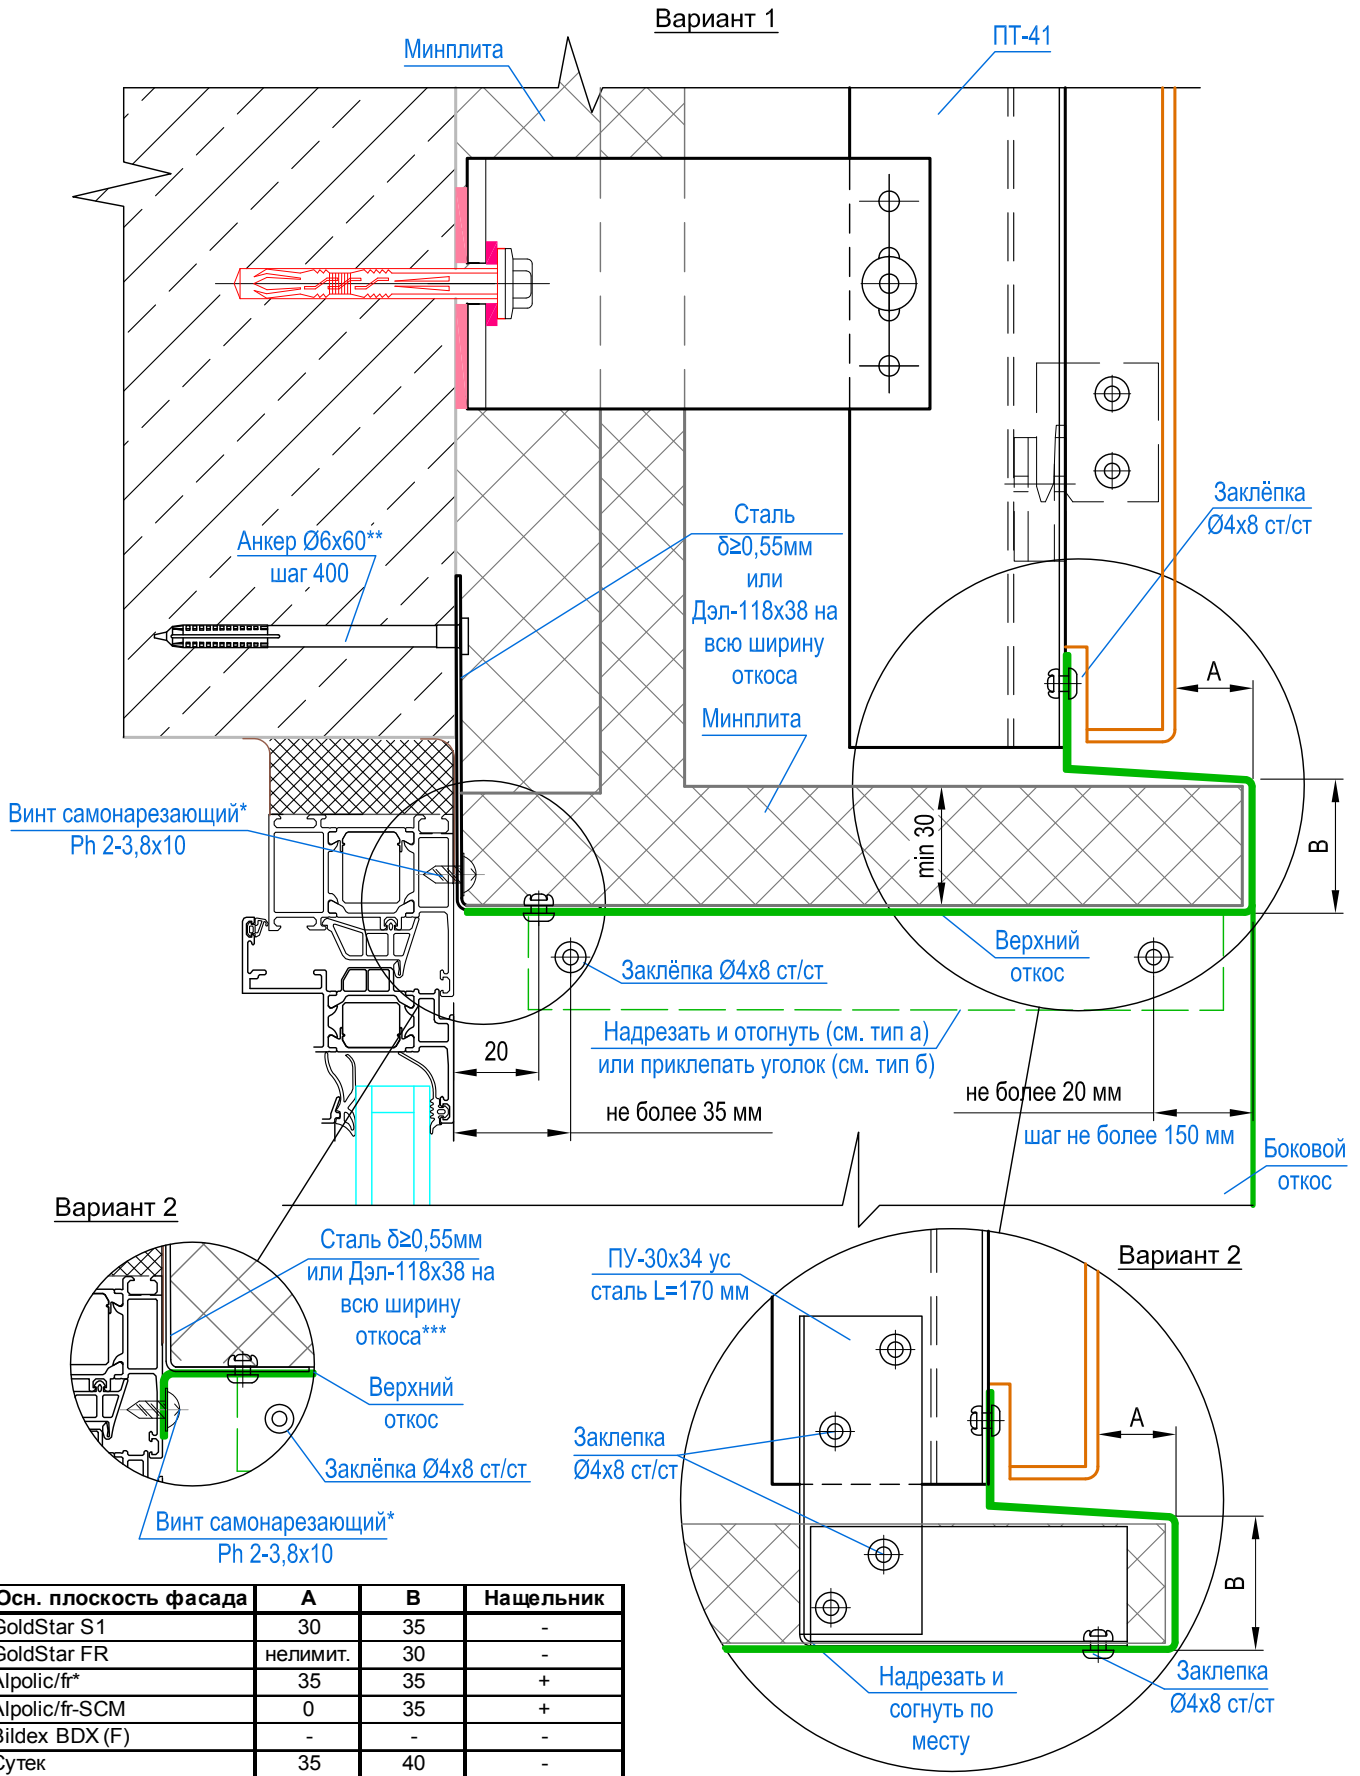 Вариант 1
Минплита
ПТ-41
Заклёпка
Ø4х8 ст/ст
Сталь
δ≥0,55мм
или
Дэл-118х38 на
всю ширину
откоса
Анкер Ø6х60**
шаг 400
Минплита
A
Винт самонарезающий*
Ph 2-3,8х10
min 30
B
Верхний
откос
Заклёпка Ø4х8 ст/ст
Надрезать и отогнуть (см. тип а)
или приклепать уголок (см. тип б)
20
не более 35 мм
не более 20 мм
шаг не более 150 мм
Боковой
откос
Вариант 2
Сталь δ≥0,55мм
или Дэл-118х38 на
всю ширину
откоса***
Верхний
откос
Заклёпка Ø4х8 ст/ст
Винт самонарезающий*
Ph 2-3,8х10
Вариант 2
ПУ-30х34 ус
сталь L=170 мм
A
Заклепка
Ø4х8 ст/ст
B
Надрезать и
согнуть по
месту
Заклепка
Ø4х8 ст/ст
Осн. плоскость фасада A B Нащельник
GoldStar S1 30 35 -
GoldStar FR нелимит. 30 -
Alpolic/fr* 35 35 +
Alpolic/fr-SCM 0 35 +
Bildex BDX (F) - - -
Сутек 35 40 -